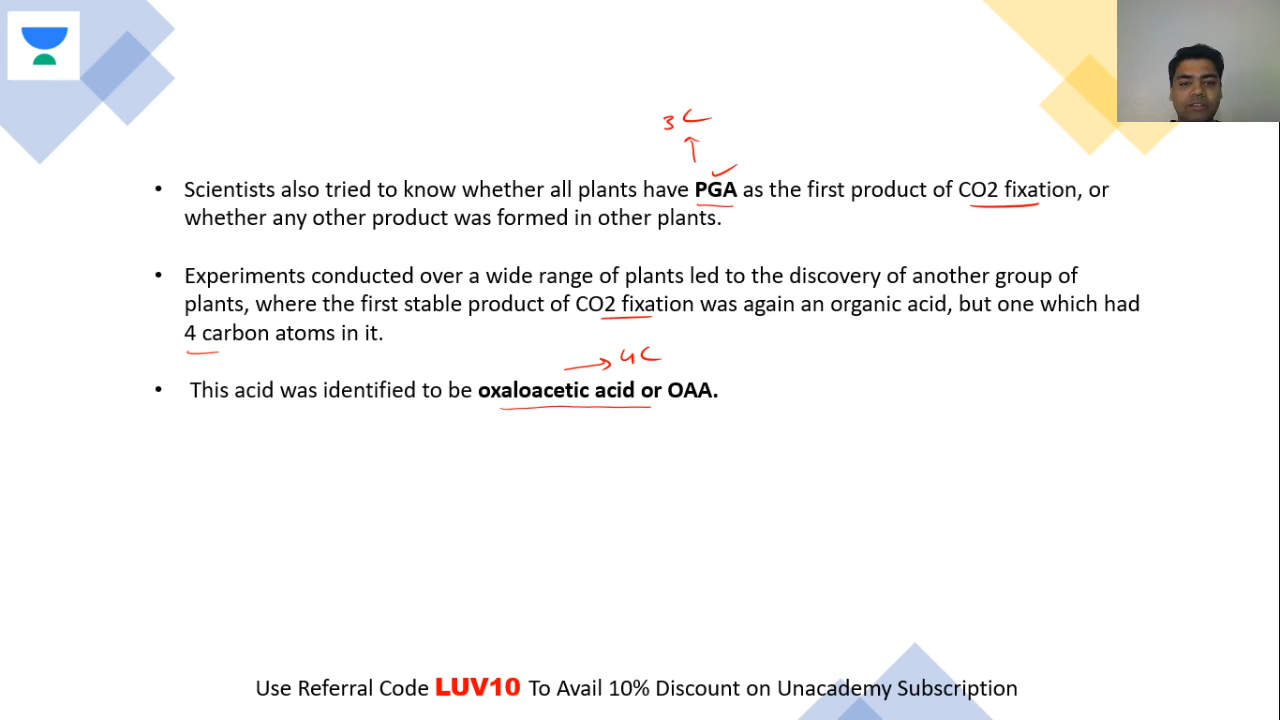 3C
• Scientists also tried to know whether all plants have PGA as the first product of CO2 fixation, or
whether any other product was formed in other plants.
• Experiments conducted over a wide range of plants led to the discovery of another group of
plants, where the first stable product of CO2 fixation was again an organic acid, but one which had
4 carbon atoms in it.
4C
• This acid was identified to be oxaloacetic acid or OAA.
Use Referral Code LUV10 To Avail 10% Discount on Unacademy Subscription